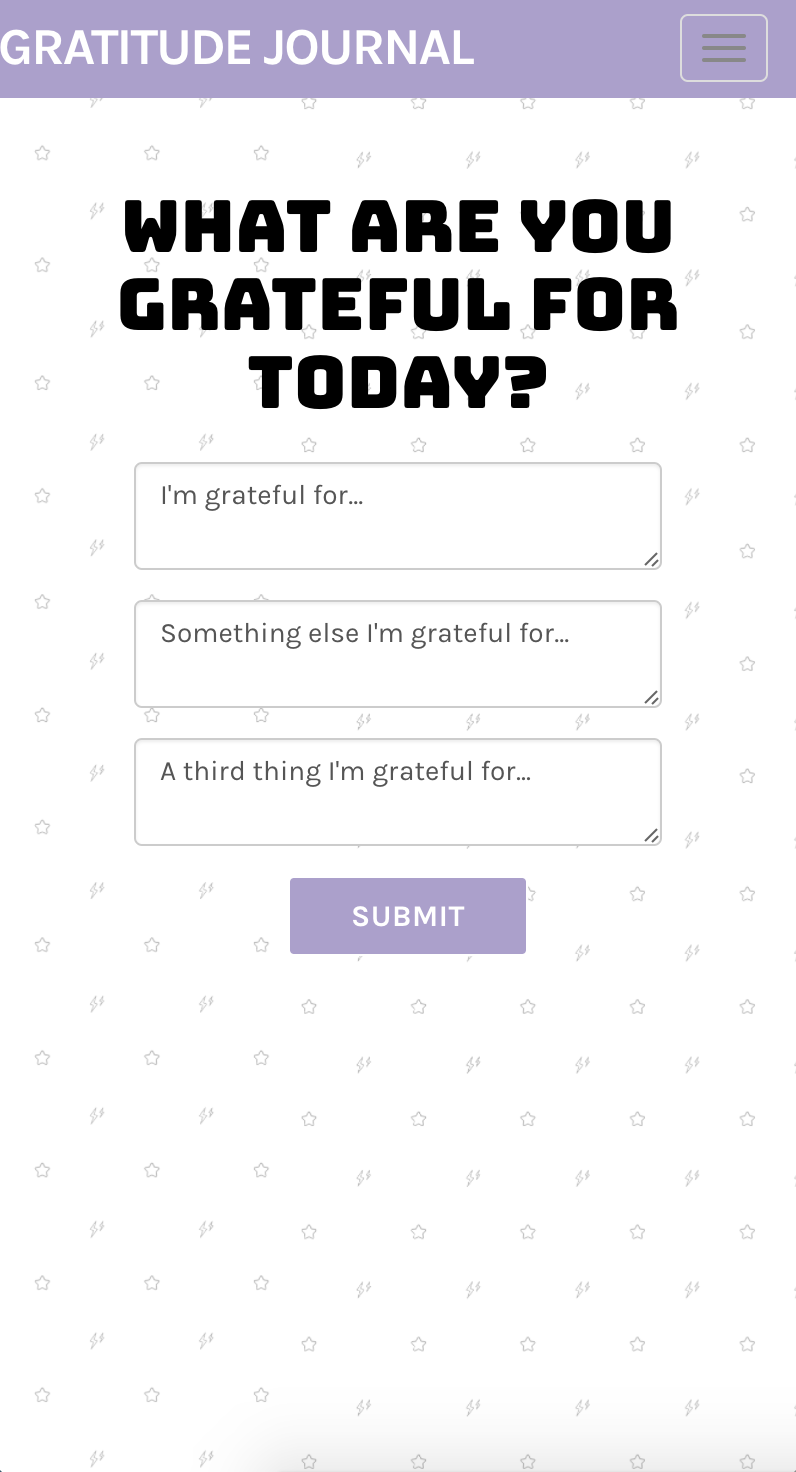 GRATITUDE JOURNAL
WHAT ARE YOU
GRATEFUL FOR
TODAY?
I'm grateful for...
Something else I'm grateful for...
A third thing I'm grateful for...
SUBMIT